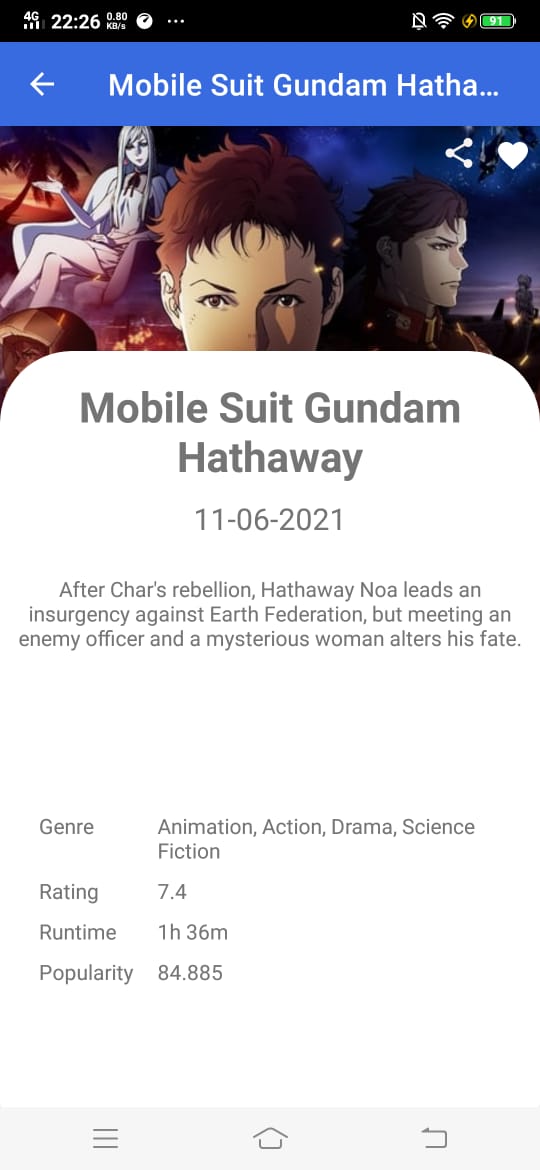 4G 22:26 0.80 KB/s ... 91
Mobile Suit Gundam Hatha...
Mobile Suit Gundam
Hathaway
11-06-2021
After Char's rebellion, Hathaway Noa leads an
insurgency against Earth Federation, but meeting an
enemy officer and a mysterious woman alters his fate.
Genre Animation, Action, Drama, Science
Fiction
Rating 7.4
Runtime 1h 36m
Popularity 84.885